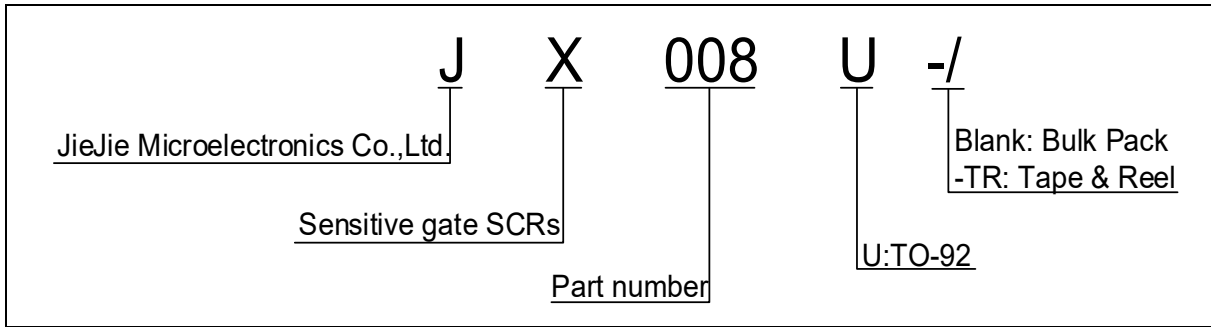 J X 008 U -/
JieJie Microelectronics Co.,Ltd.
Blank: Bulk Pack
-TR: Tape & Reel
Sensitive gate SCRs
U:TO-92
Part number